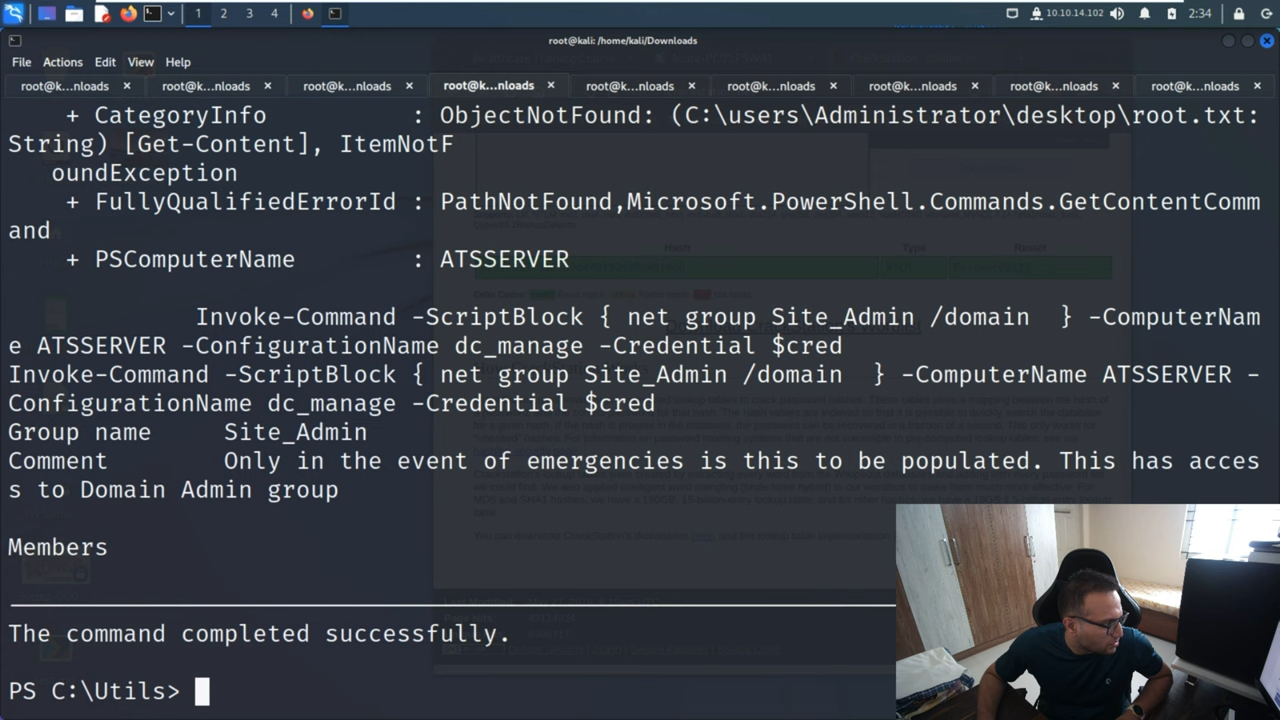 1 2 3 4 10.10.14.102 2:34
root@kali: /home/kali/Downloads
File Actions Edit View Help
root@k...nloads × root@k...nloads × root@k...nloads × root@k...nloads × root@k...nloads × root@k...nloads × root@k...nloads × root@k...nloads × root@k...nloads ×
+ CategoryInfo : ObjectNotFound: (C:\users\Administrator\desktop\root.txt:
String) [Get-Content], ItemNotF
oundException
+ FullyQualifiedErrorId : PathNotFound,Microsoft.PowerShell.Commands.GetContentComm
and
+ PSComputerName : ATSSERVER
Invoke-Command -ScriptBlock { net group Site_Admin /domain } -ComputerNam
e ATSSERVER -ConfigurationName dc_manage -Credential $cred
Invoke-Command -ScriptBlock { net group Site_Admin /domain } -ComputerName ATSSERVER -
ConfigurationName dc_manage -Credential $cred
Group name Site_Admin
Comment Only in the event of emergencies is this to be populated. This has acces
s to Domain Admin group
Members
The command completed successfully.
PS C:\Utils>